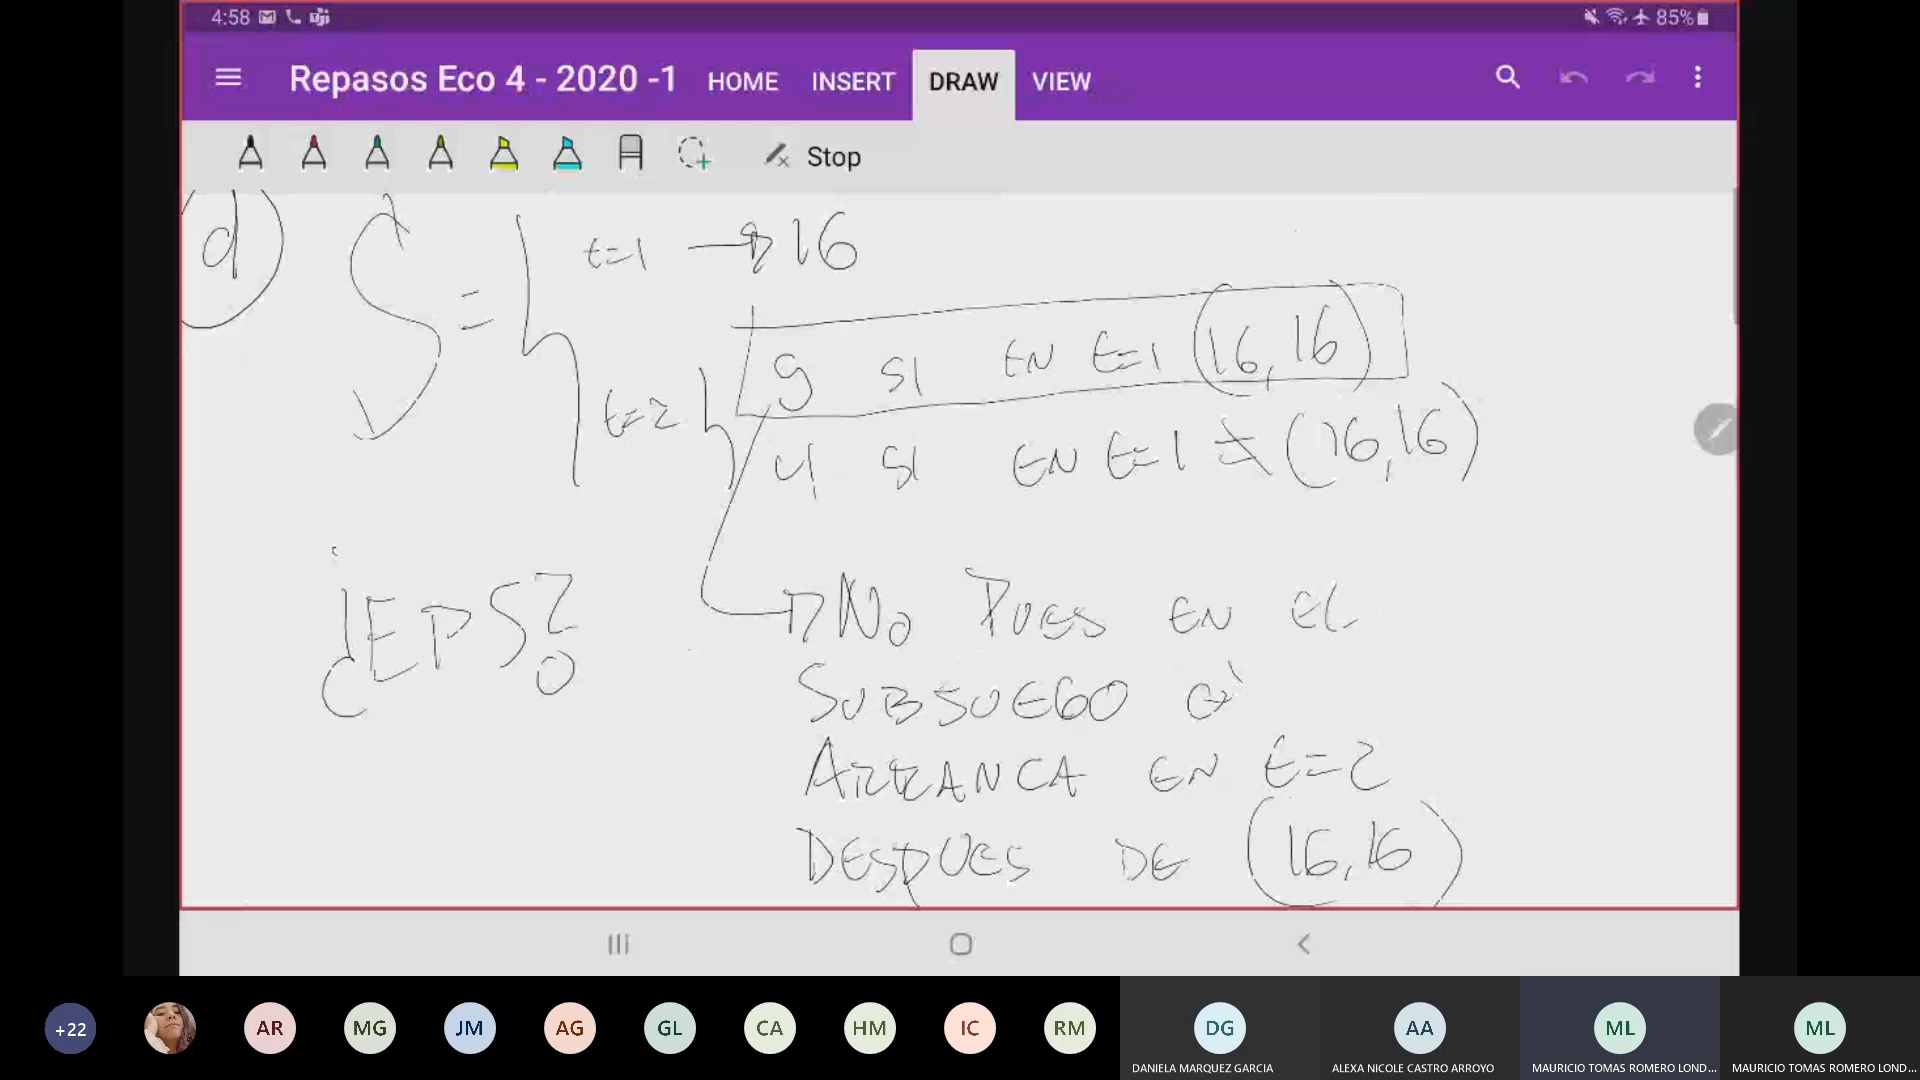 4:58
85%
Repasos Eco 4 - 2020 -1 HOME INSERT DRAW VIEW
Stop
d
S = t=1 → 16
t=2
9 SI EN t=1 (16,16)
4 SI EN t=1 ≠ (16,16)
¿EPS?
NO PUES EN EL
SUBJUEGO Q'
ARRANCA EN t=2
DESPUES DE (16,16)
+22 AR MG JM AG GL CA HM IC RM DG AA ML ML
DANIELA MARQUEZ GARCIA ALEXA NICOLE CASTRO ARROYO MAURICIO TOMAS ROMERO LOND... MAURICIO TOMAS ROMERO LOND...